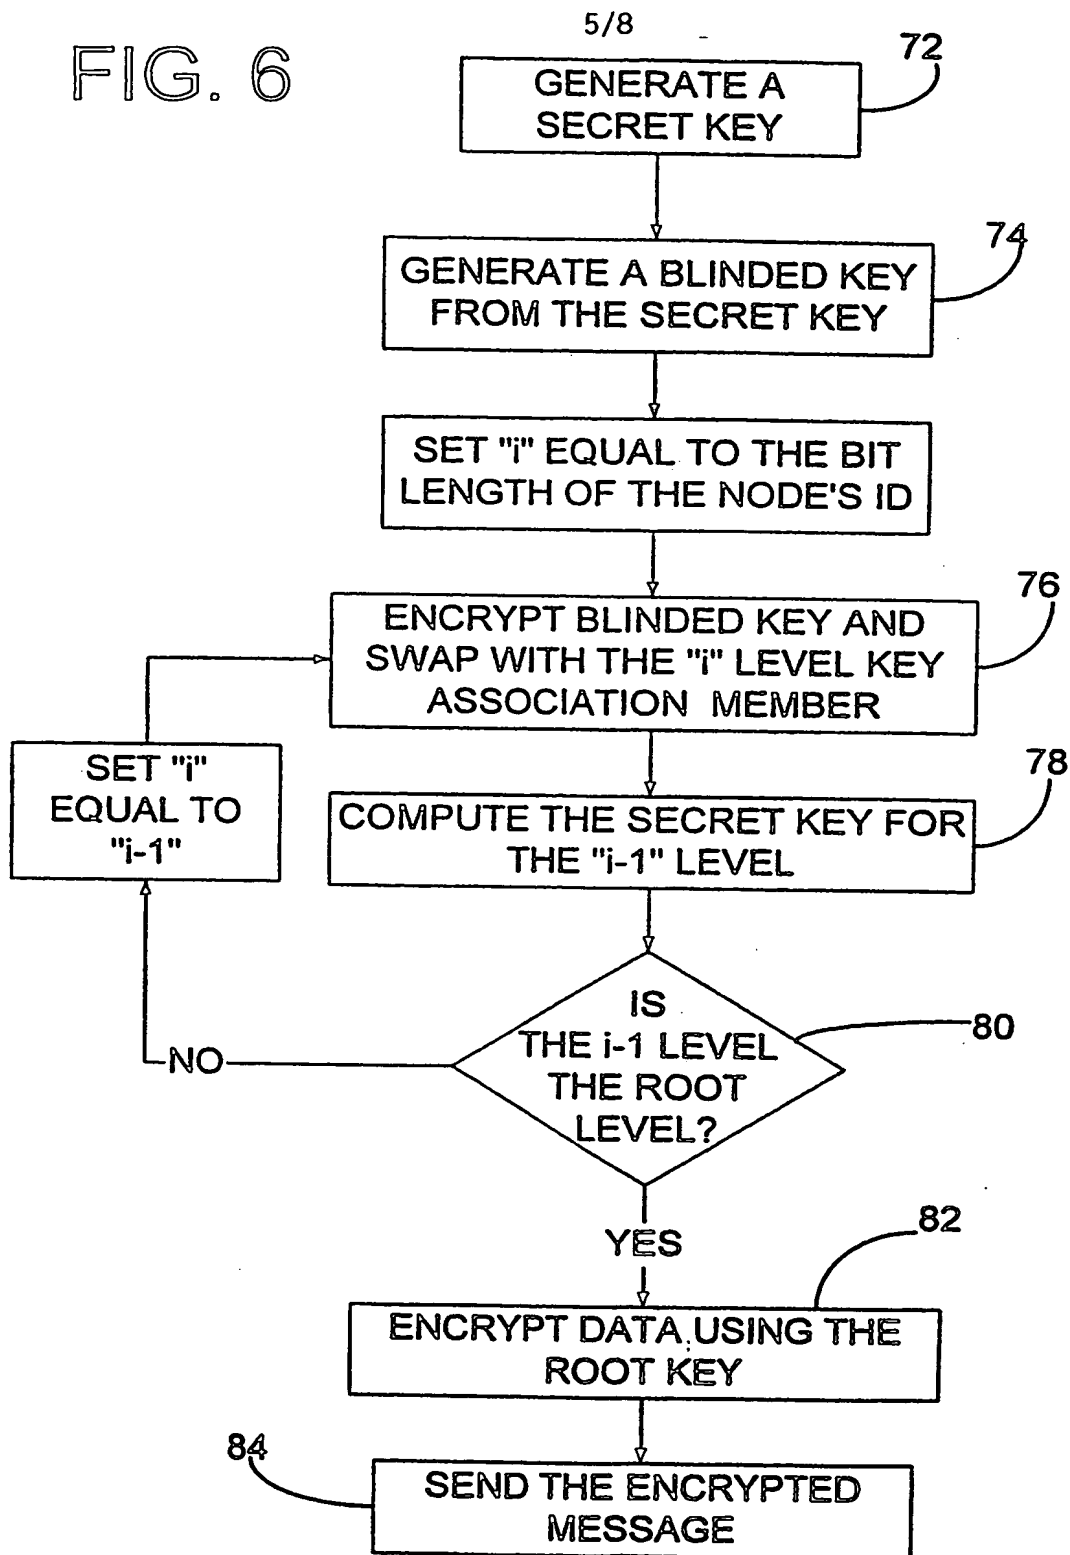 5/8
FIG. 6
72
GENERATE A
SECRET KEY
74
GENERATE A BLINDED KEY
FROM THE SECRET KEY
SET "i" EQUAL TO THE BIT
LENGTH OF THE NODE'S ID
76
ENCRYPT BLINDED KEY AND
SWAP WITH THE "i" LEVEL KEY
ASSOCIATION MEMBER
SET "i"
EQUAL TO
"i-1"
78
COMPUTE THE SECRET KEY FOR
THE "i-1" LEVEL
IS
THE i-1 LEVEL
THE ROOT
LEVEL?
80
NO
YES
82
ENCRYPT DATA USING THE
ROOT KEY
84
SEND THE ENCRYPTED
MESSAGE